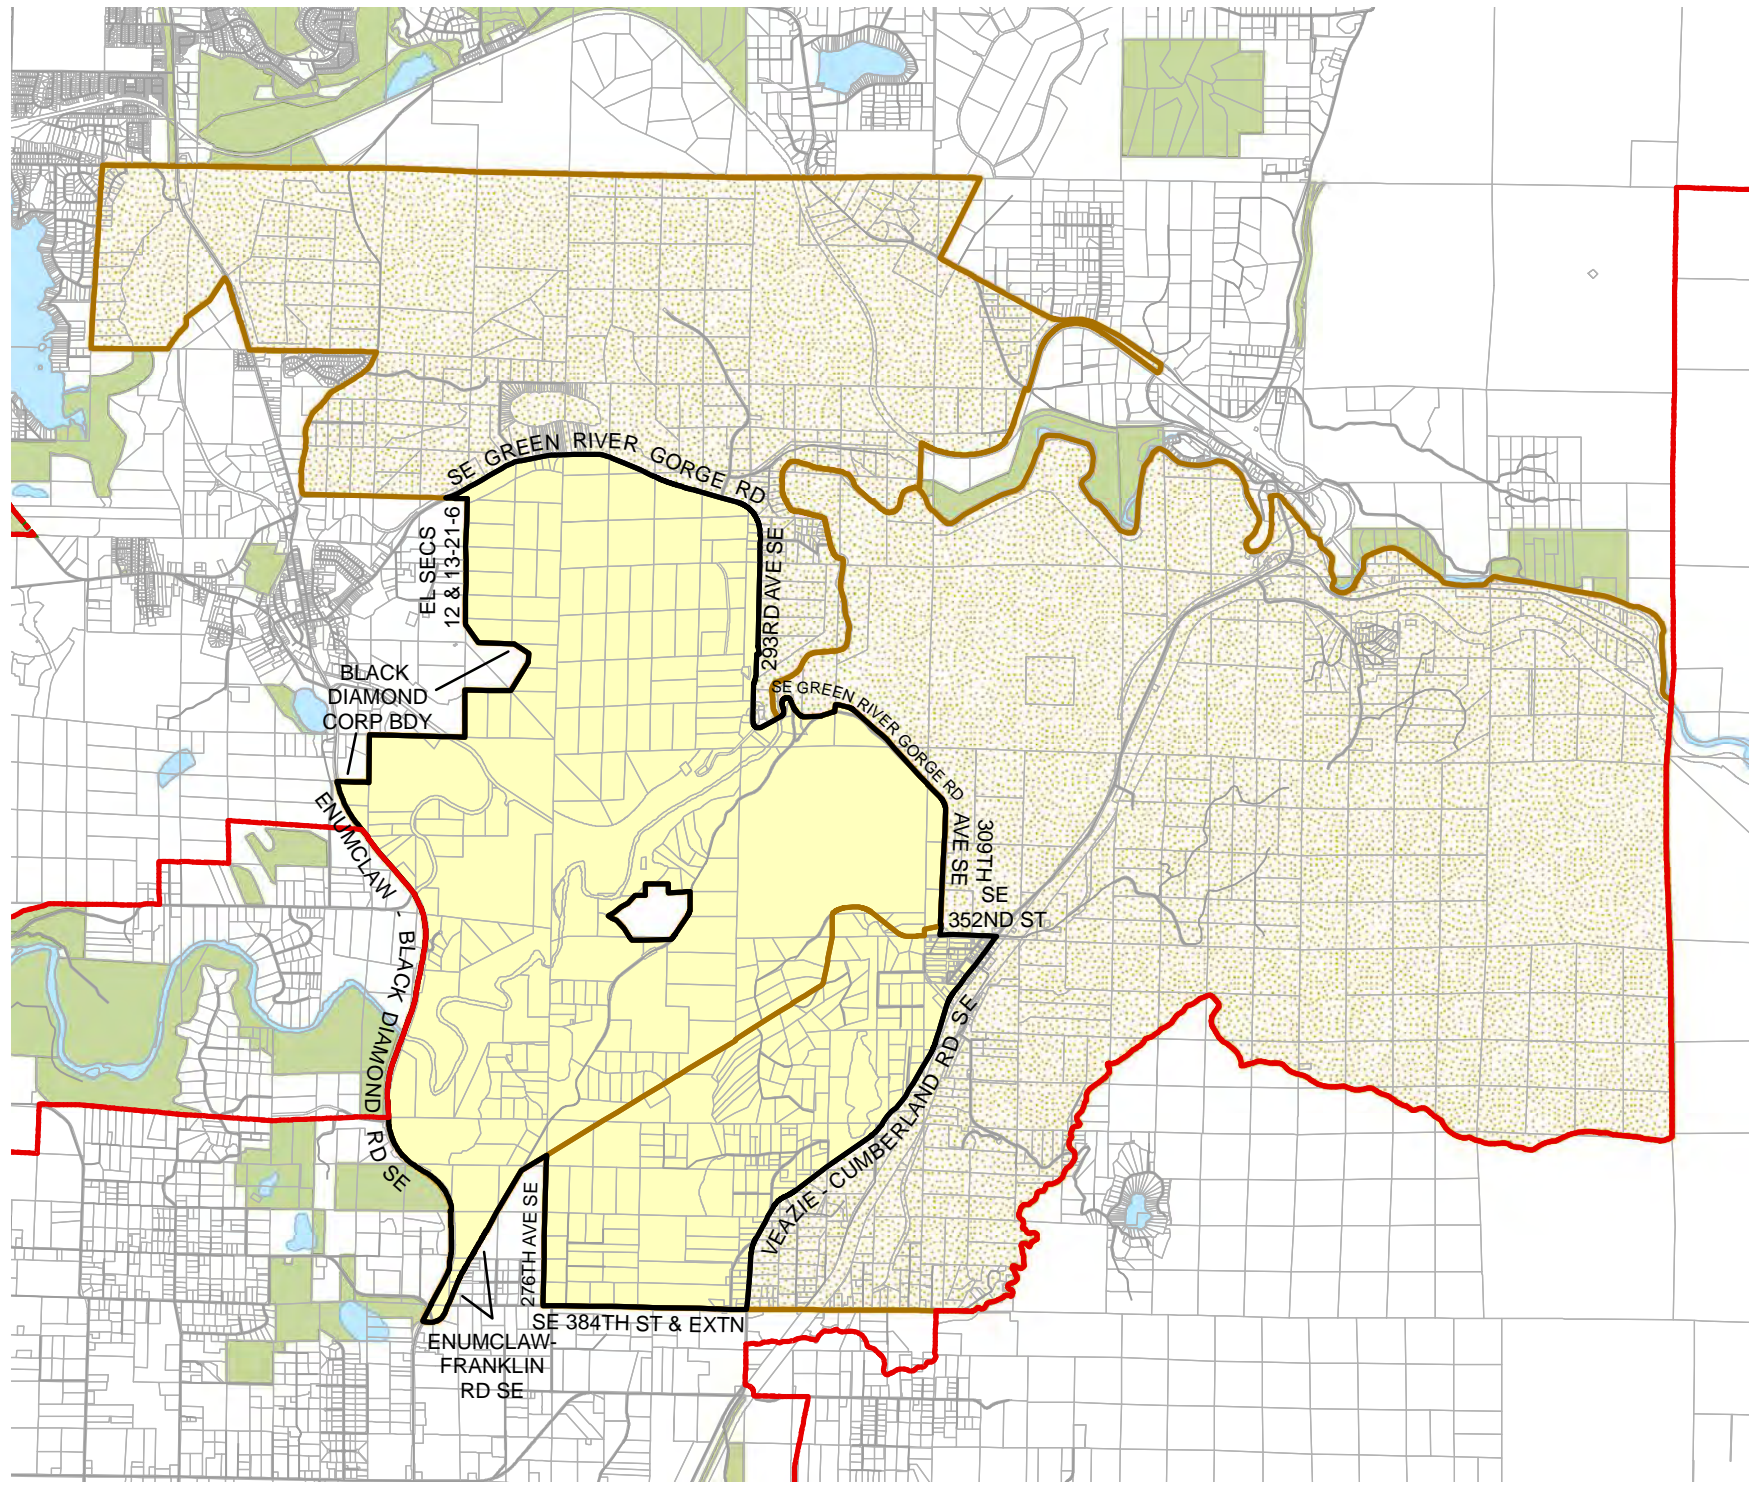 SE GREEN RIVER GORGE RD
EL SECS
12 & 13-21-6
293RD AVE SE
BLACK
DIAMOND
CORP BDY
SE GREEN RIVER GORGE RD
ENUMCLAW - BLACK DIAMOND RD SE
309TH
AVE SE
SE
352ND ST
VEAZIE - CUMBERLAND RD SE
276TH AVE SE
SE 384TH ST & EXTN
ENUMCLAW-
FRANKLIN
RD SE